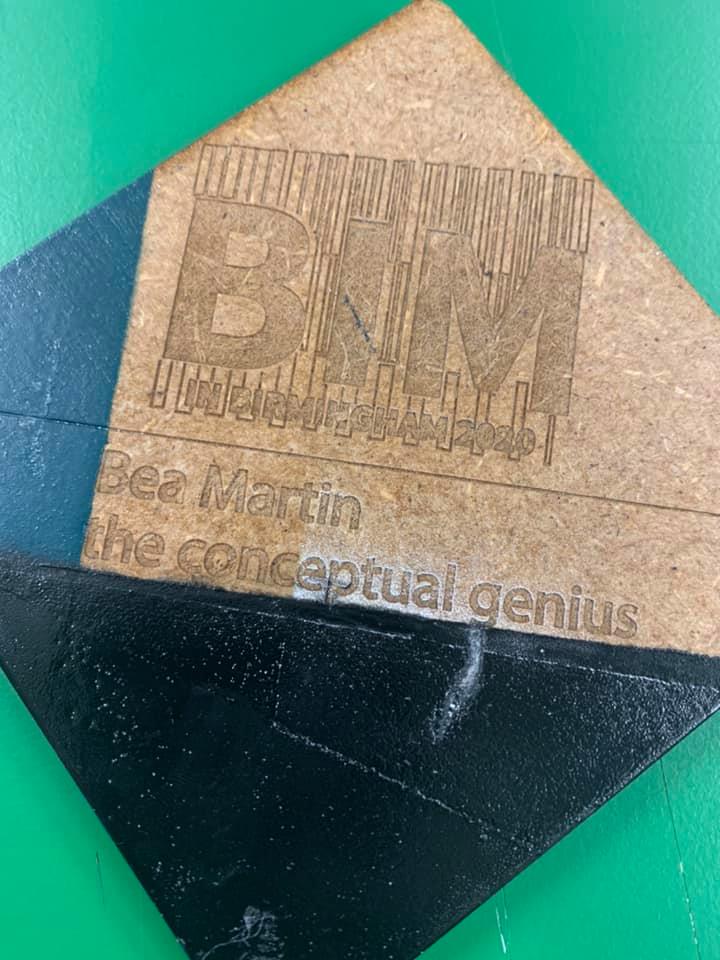 BIM
IN BIRMINGHAM 2020
Bea Martin
the conceptual genius